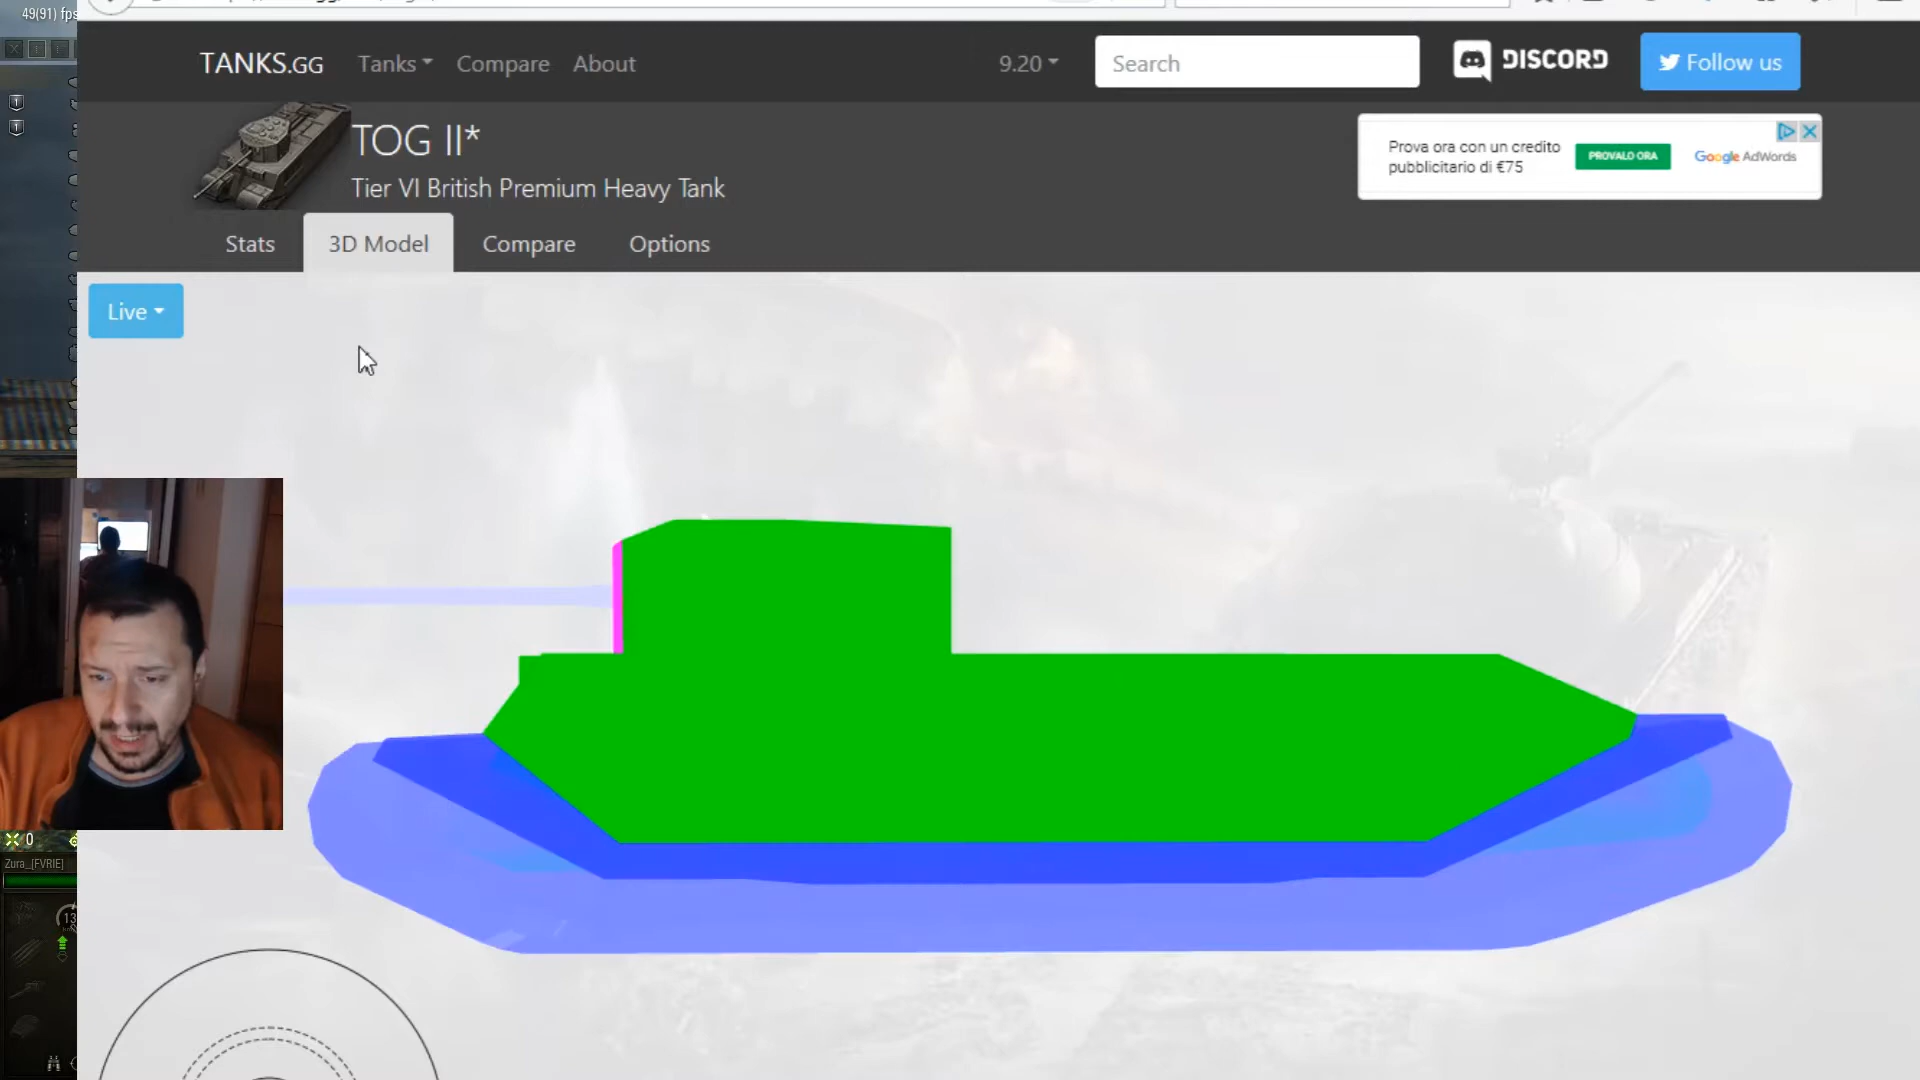 49(91) fps
TANKS.GG Tanks Compare About 9.20 Search DISCORD Follow us
TOG II*
Tier VI British Premium Heavy Tank
Prova ora con un credito
pubblicitario di €75
PROVALO ORA
Google AdWords
Stats 3D Model Compare Options
Live
0
Zura_[FVRIE]
13